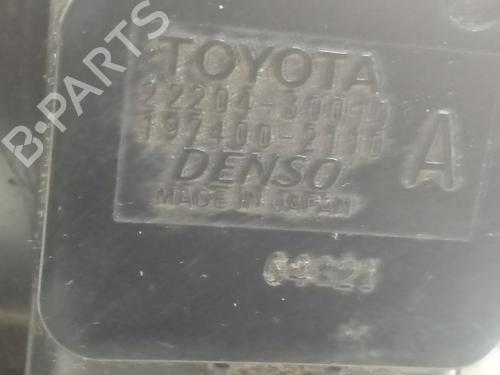 B-PARTS
TOYOTA
22204-30010
197400-2110
DENSO
A
MADE IN JAPAN